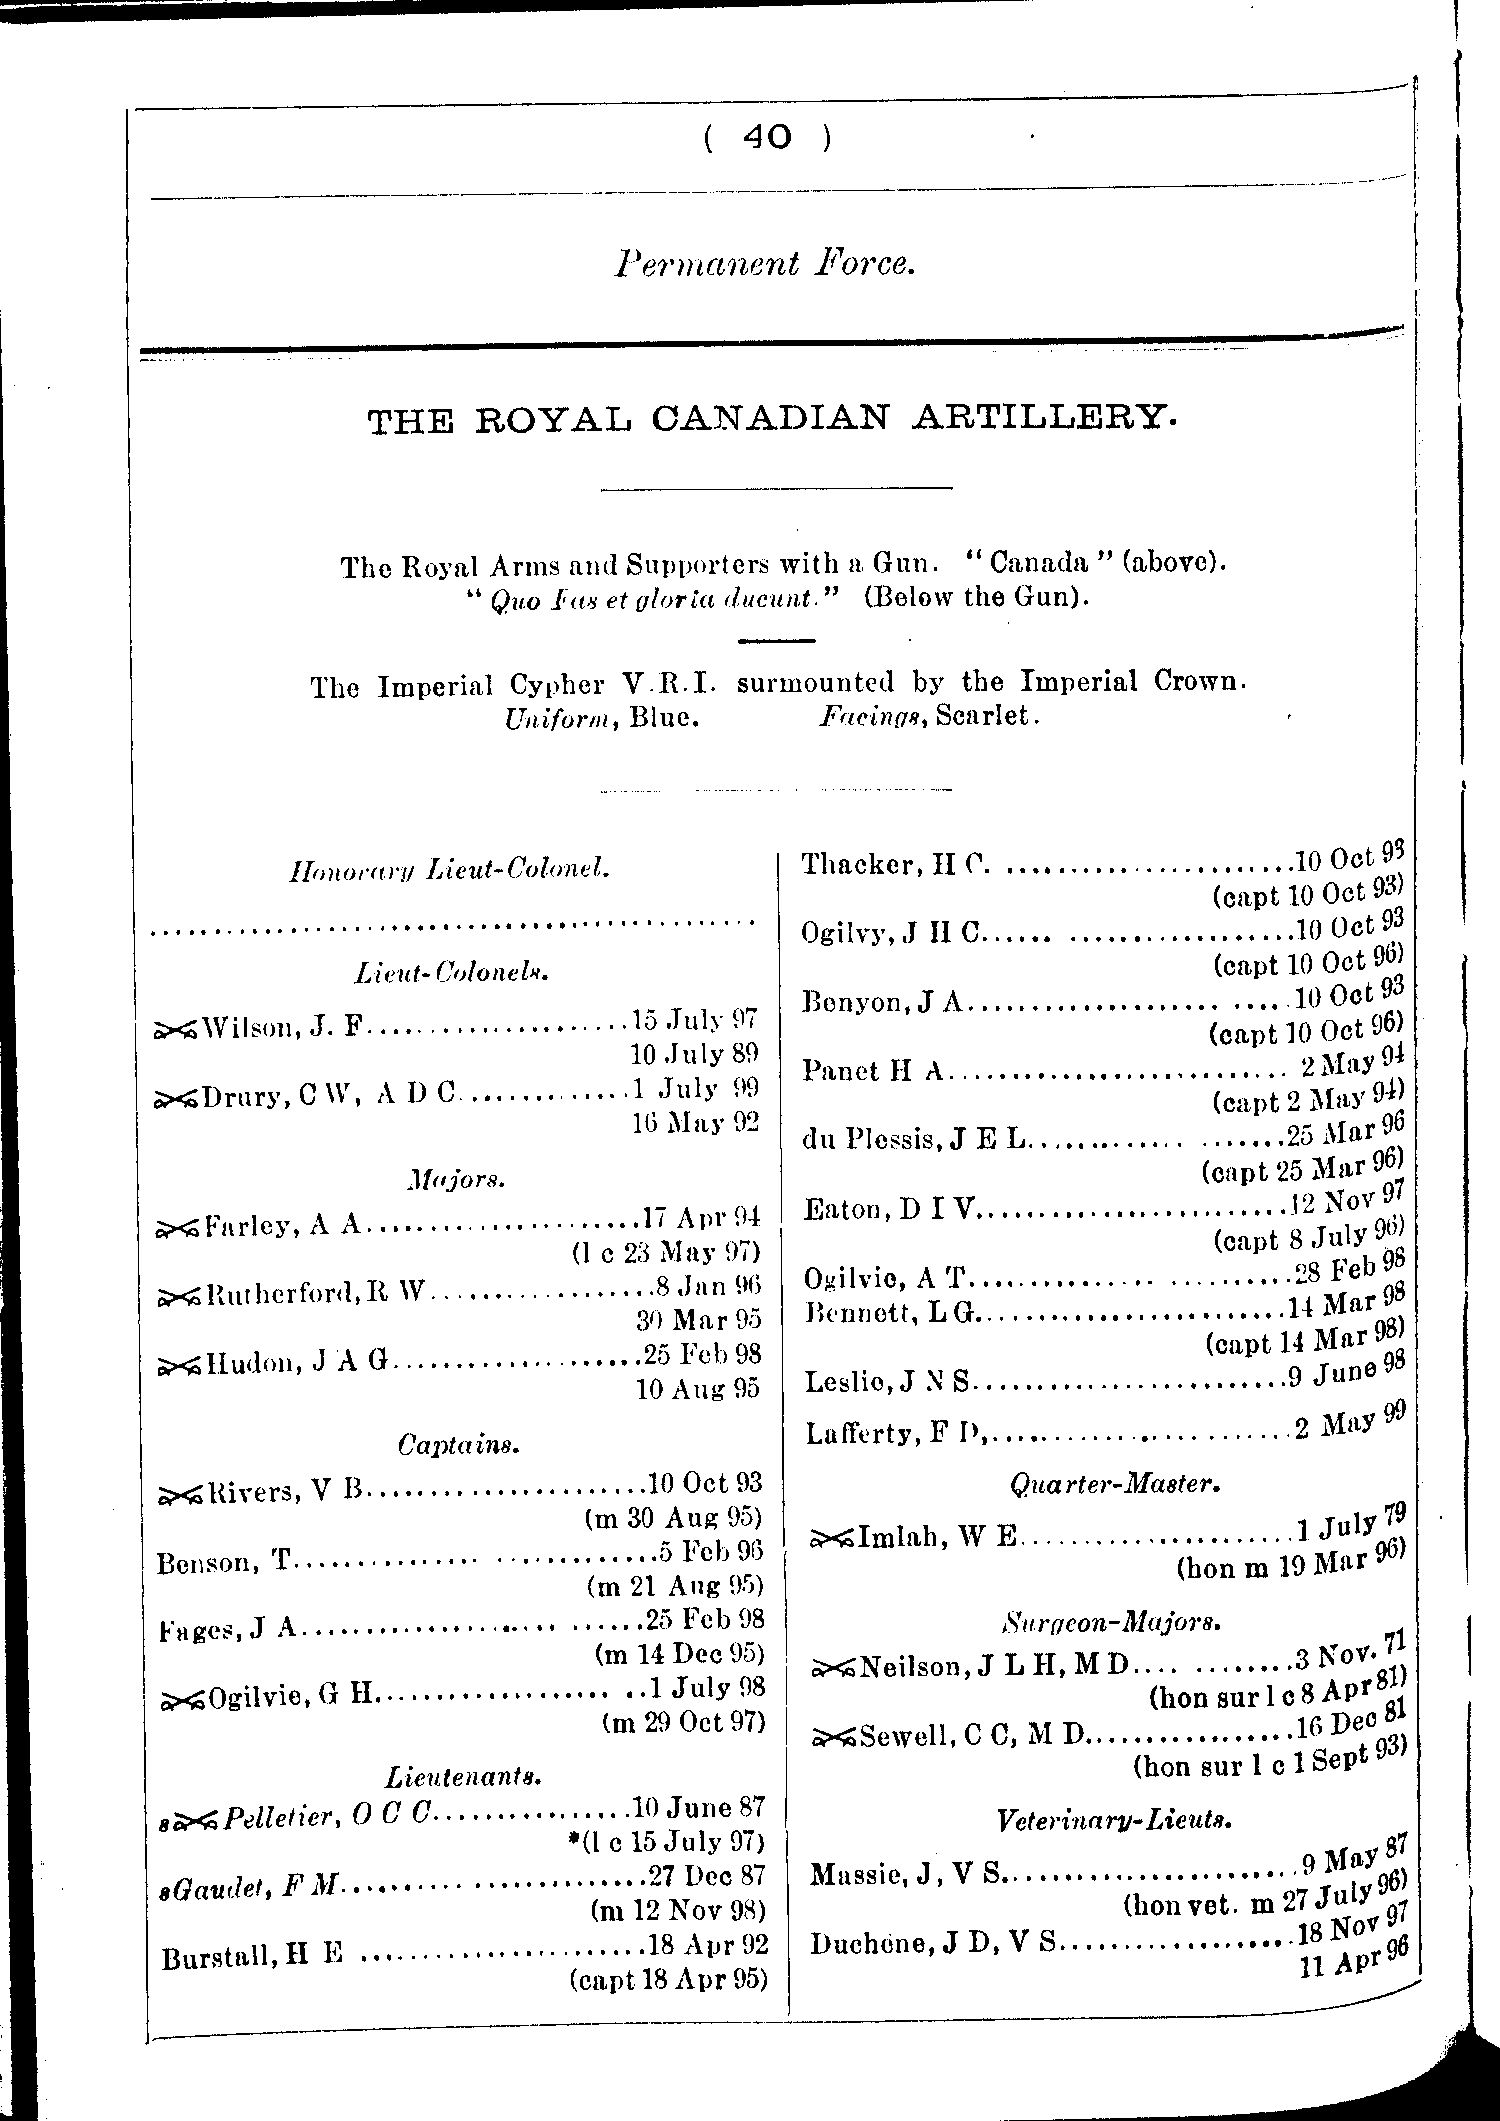 ( 40 )
Permanent Force.
THE ROYAL CANADIAN ARTILLERY.
The Royal Arms and Supporters with a Gun. “ Canada ” (above).
“ Quo Fas et gloria ducunt.” (Below the Gun).
The Imperial Cypher V.R.I. surmounted by the Imperial Crown.
Uniform, Blue. Facings, Scarlet.
Honorary Lieut-Colonel.
................................................
Lieut-Colonels.
Wilson, J. F.....................15 July 97
10 July 89
Drury, C W, A D C..............1 July 99
16 May 92
Majors.
Farley, A A......................17 Apr 94
(l c 23 May 97)
Rutherford, R W..................8 Jan 96
30 Mar 95
Hudon, J A G....................25 Feb 98
10 Aug 95
Captains.
Rivers, V B......................10 Oct 93
(m 30 Aug 95)
Benson, T............................5 Feb 96
(m 21 Aug 95)
Fages, J A.......................... 25 Feb 98
(m 14 Dec 95)
Ogilvie, G H.................... ..1 July 98
(m 29 Oct 97)
Lieutenants.
s Pelletier, O C C................10 June 87
*(l c 15 July 97)
sGaudet, F M........................27 Dec 87
(m 12 Nov 98)
Burstall, H E .......................18 Apr 92
(capt 18 Apr 95)
Thacker, H C. .......................10 Oct 93
(capt 10 Oct 93)
Ogilvy, J H C...... ..................10 Oct 93
(capt 10 Oct 96)
Benyon, J A.................... .....10 Oct 93
(capt 10 Oct 96)
Panet H A........................... 2 May 94
(capt 2 May 94)
du Plessis, J E L............. .......25 Mar 96
(capt 25 Mar 96)
Eaton, D I V.........................12 Nov 97
(capt 8 July 96)
Ogilvie, A T............... ..........28 Feb 98
Bennett, L G.........................14 Mar 98
(capt 14 Mar 98)
Leslie, J N S.........................9 June 98
Lafferty, F D,........................2 May 99
Quarter-Master.
Imlah, W E......................1 July 79
(hon m 19 Mar 96)
Surgeon-Majors.
Neilson, J L H, M D.... ........3 Nov. 71
(hon sur l c 8 Apr 81)
Sewell, C C, M D.................16 Dec 81
(hon sur l c 1 Sept 93)
Veterinary-Lieuts.
Massie, J, V S.......................9 May 87
(hon vet. m 27 July 96)
Duchene, J D, V S...................18 Nov 97
11 Apr 96